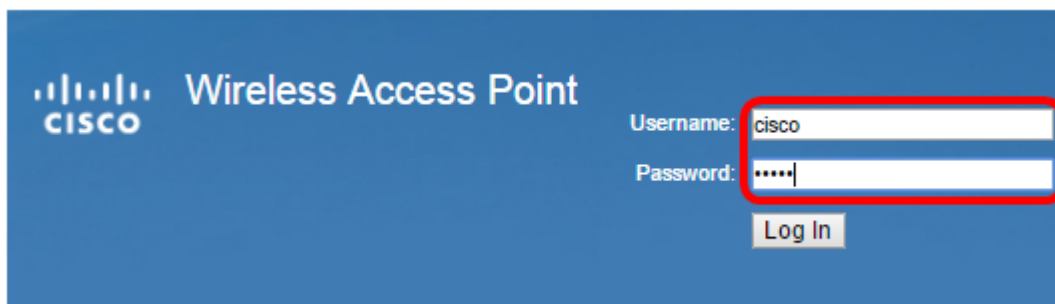 CISCO
Wireless Access Point
Username: cisco
Password: •••••
Log In